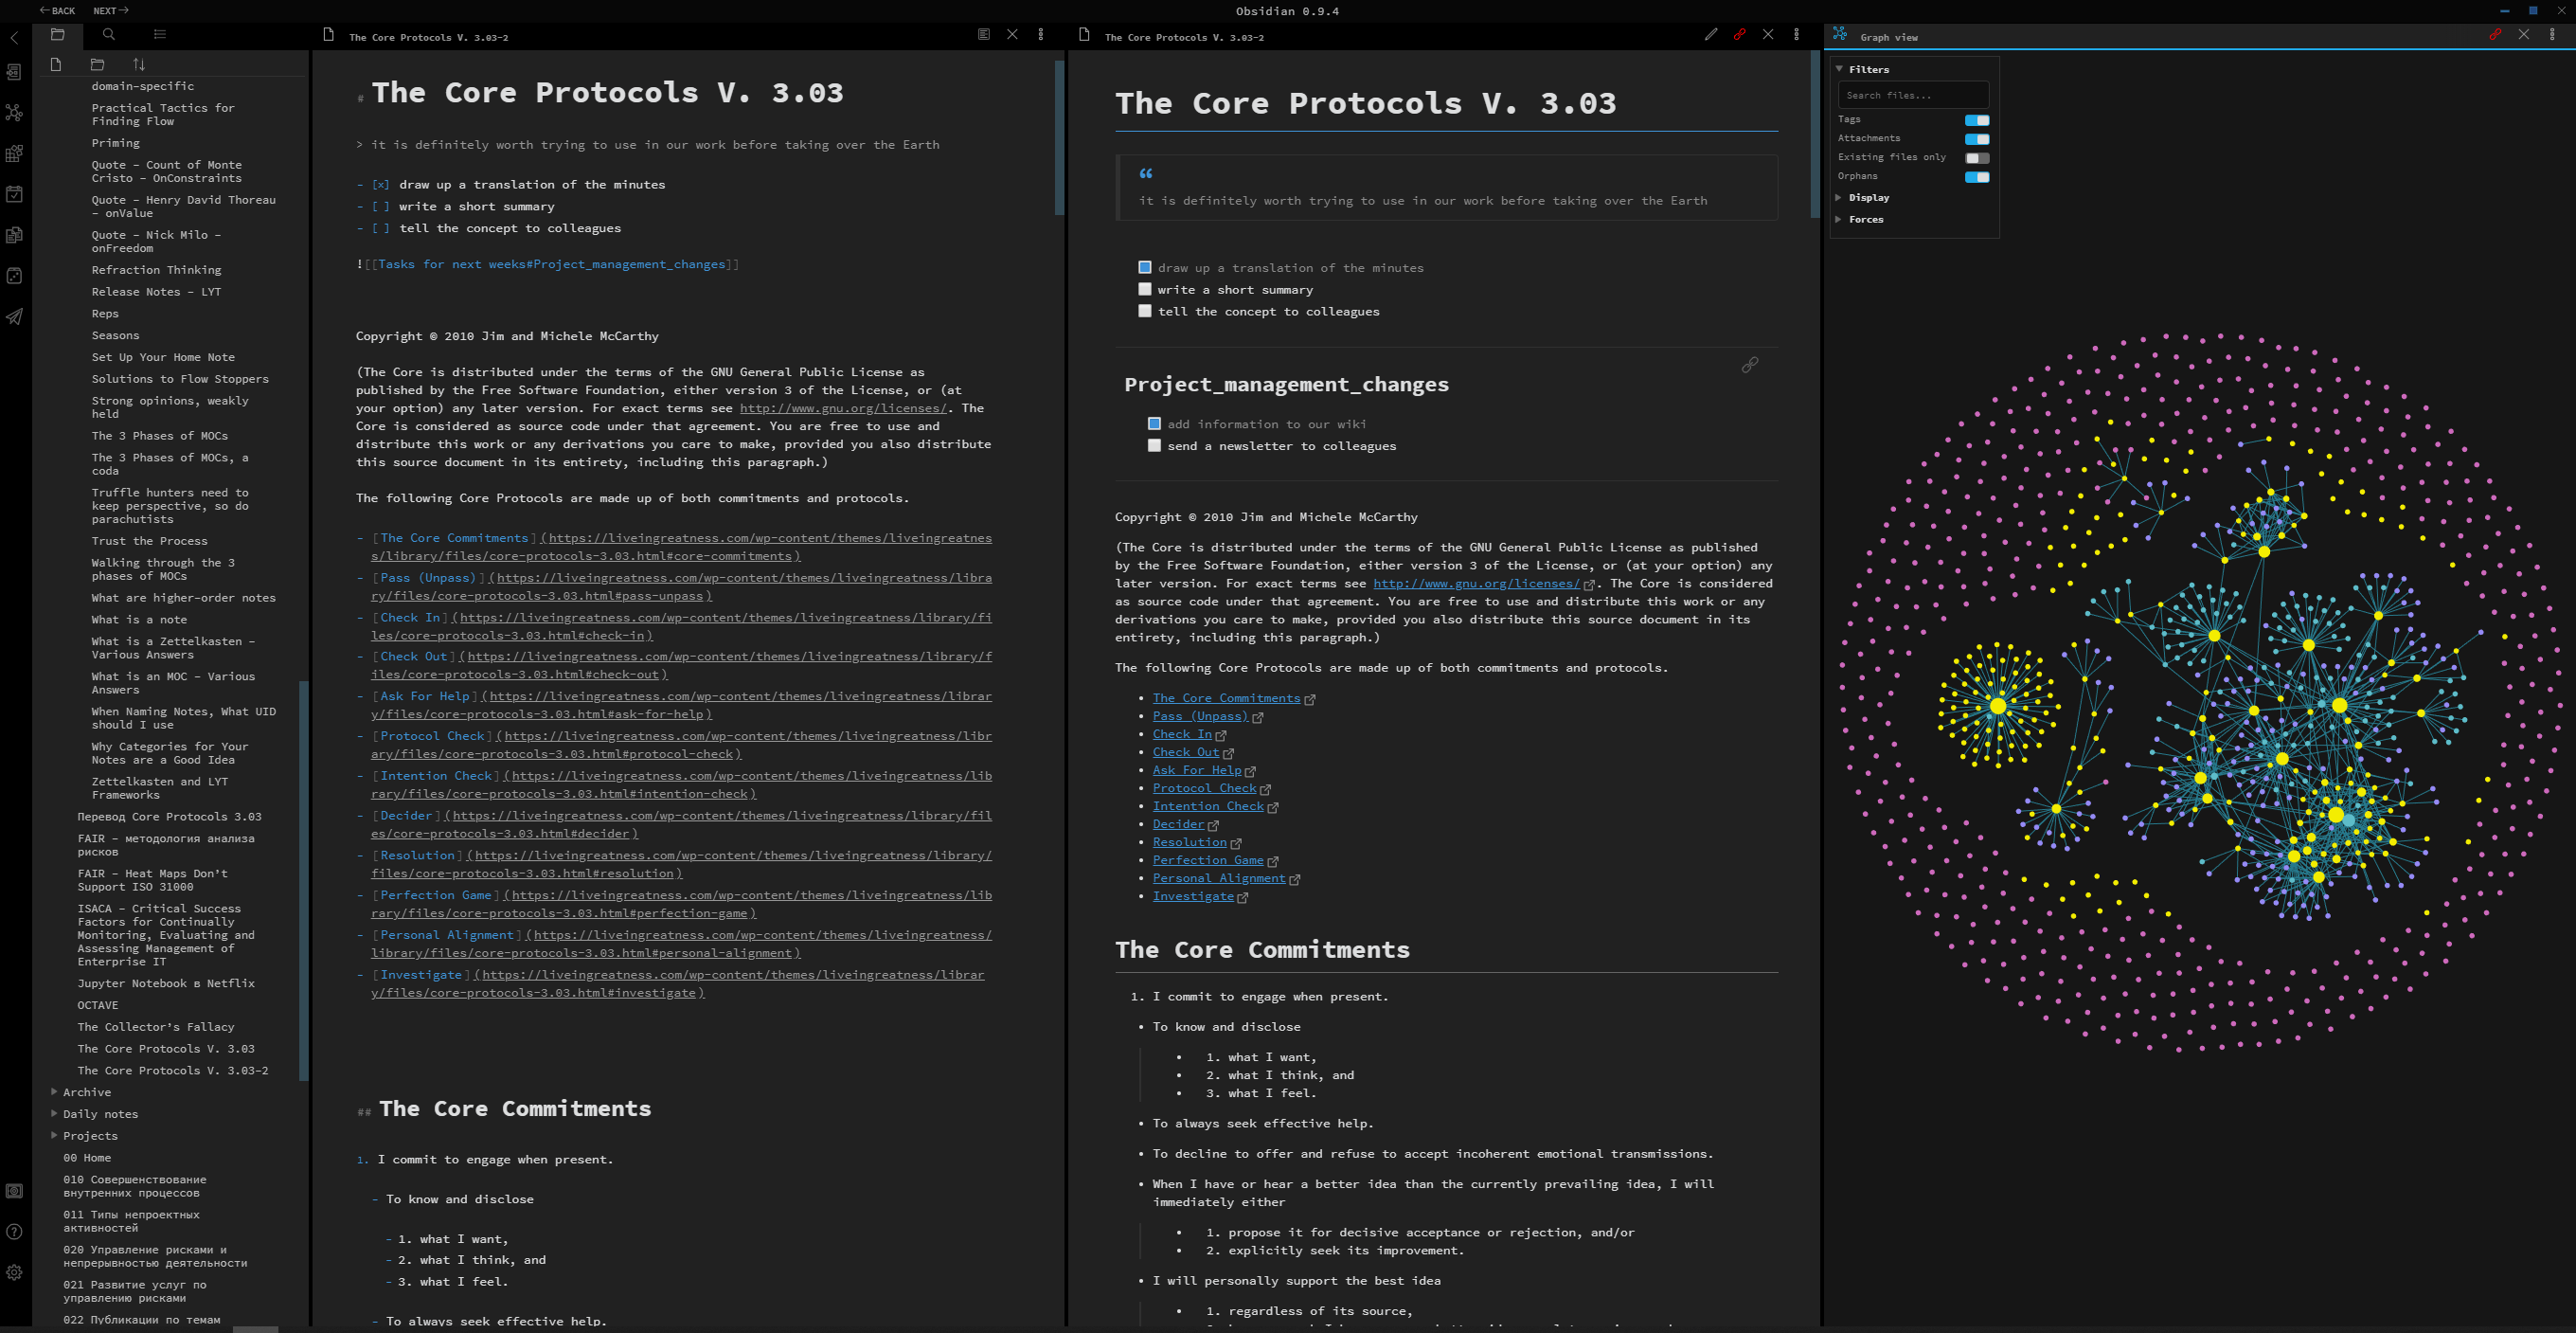 BACK NEXT
Obsidian 0.9.4
domain-specific
Practical Tactics for
Finding Flow
Priming
Quote - Count of Monte
Cristo - OnConstraints
Quote - Henry David Thoreau
- onValue
Quote - Nick Milo -
onFreedom
Refraction Thinking
Release Notes - LYT
Reps
Seasons
Set Up Your Home Note
Solutions to Flow Stoppers
Strong opinions, weakly
held
The 3 Phases of MOCs
The 3 Phases of MOCs, a
coda
Truffle hunters need to
keep perspective, so do
parachutists
Trust the Process
Walking through the 3
phases of MOCs
What are higher-order notes
What is a note
What is a Zettelkasten -
Various Answers
What is an MOC - Various
Answers
When Naming Notes, What UID
should I use
Why Categories for Your
Notes are a Good Idea
Zettelkasten and LYT
Frameworks
Перевод Core Protocols 3.03
FAIR - методология анализа
рисков
FAIR - Heat Maps Don't
Support ISO 31000
ISACA - Critical Success
Factors for Continually
Monitoring, Evaluating and
Assessing Management of
Enterprise IT
Jupyter Notebook в Netflix
OCTAVE
The Collector's Fallacy
The Core Protocols V. 3.03
The Core Protocols V. 3.03-2
Archive
Daily notes
Projects
00 Home
010 Совершенствование
внутренних процессов
011 Типы непроектных
активностей
020 Управление рисками и
непрерывностью деятельности
021 Развитие услуг по
управлению рисками
022 Публикации по темам
The Core Protocols V. 3.03-2
# The Core Protocols V. 3.03
> it is definitely worth trying to use in our work before taking over the Earth
- [x] draw up a translation of the minutes
- [ ] write a short summary
- [ ] tell the concept to colleagues
![[Tasks for next weeks#Project_management_changes]]
Copyright © 2010 Jim and Michele McCarthy
(The Core is distributed under the terms of the GNU General Public License as
published by the Free Software Foundation, either version 3 of the License, or (at
your option) any later version. For exact terms see http://www.gnu.org/licenses/. The
Core is considered as source code under that agreement. You are free to use and
distribute this work or any derivations you care to make, provided you also distribute
this source document in its entirety, including this paragraph.)
The following Core Protocols are made up of both commitments and protocols.
- [The Core Commitments](https://liveingreatness.com/wp-content/themes/liveingreatnes
s/library/files/core-protocols-3.03.html#core-commitments)
- [Pass (Unpass)](https://liveingreatness.com/wp-content/themes/liveingreatness/libra
ry/files/core-protocols-3.03.html#pass-unpass)
- [Check In](https://liveingreatness.com/wp-content/themes/liveingreatness/library/fi
les/core-protocols-3.03.html#check-in)
- [Check Out](https://liveingreatness.com/wp-content/themes/liveingreatness/library/f
iles/core-protocols-3.03.html#check-out)
- [Ask For Help](https://liveingreatness.com/wp-content/themes/liveingreatness/librar
y/files/core-protocols-3.03.html#ask-for-help)
- [Protocol Check](https://liveingreatness.com/wp-content/themes/liveingreatness/libr
ary/files/core-protocols-3.03.html#protocol-check)
- [Intention Check](https://liveingreatness.com/wp-content/themes/liveingreatness/lib
rary/files/core-protocols-3.03.html#intention-check)
- [Decider](https://liveingreatness.com/wp-content/themes/liveingreatness/library/fil
es/core-protocols-3.03.html#decider)
- [Resolution](https://liveingreatness.com/wp-content/themes/liveingreatness/library/
files/core-protocols-3.03.html#resolution)
- [Perfection Game](https://liveingreatness.com/wp-content/themes/liveingreatness/lib
rary/files/core-protocols-3.03.html#perfection-game)
- [Personal Alignment](https://liveingreatness.com/wp-content/themes/liveingreatness/
library/files/core-protocols-3.03.html#personal-alignment)
- [Investigate](https://liveingreatness.com/wp-content/themes/liveingreatness/librar
y/files/core-protocols-3.03.html#investigate)
## The Core Commitments
1. I commit to engage when present.
- To know and disclose
- 1. what I want,
- 2. what I think, and
- 3. what I feel.
- To always seek effective help.
The Core Protocols V. 3.03-2
The Core Protocols V. 3.03
“
it is definitely worth trying to use in our work before taking over the Earth
draw up a translation of the minutes
write a short summary
tell the concept to colleagues
Project_management_changes
add information to our wiki
send a newsletter to colleagues
Copyright © 2010 Jim and Michele McCarthy
(The Core is distributed under the terms of the GNU General Public License as published
by the Free Software Foundation, either version 3 of the License, or (at your option) any
later version. For exact terms see http://www.gnu.org/licenses/. The Core is considered
as source code under that agreement. You are free to use and distribute this work or any
derivations you care to make, provided you also distribute this source document in its
entirety, including this paragraph.)
The following Core Protocols are made up of both commitments and protocols.
• The Core Commitments
• Pass (Unpass)
• Check In
• Check Out
• Ask For Help
• Protocol Check
• Intention Check
• Decider
• Resolution
• Perfection Game
• Personal Alignment
• Investigate
The Core Commitments
1. I commit to engage when present.
• To know and disclose
• 1. what I want,
• 2. what I think, and
• 3. what I feel.
• To always seek effective help.
• To decline to offer and refuse to accept incoherent emotional transmissions.
• When I have or hear a better idea than the currently prevailing idea, I will
immediately either
• 1. propose it for decisive acceptance or rejection, and/or
• 2. explicitly seek its improvement.
• I will personally support the best idea
• 1. regardless of its source,
Graph view
Filters
Search files...
Tags
Attachments
Existing files only
Orphans
Display
Forces